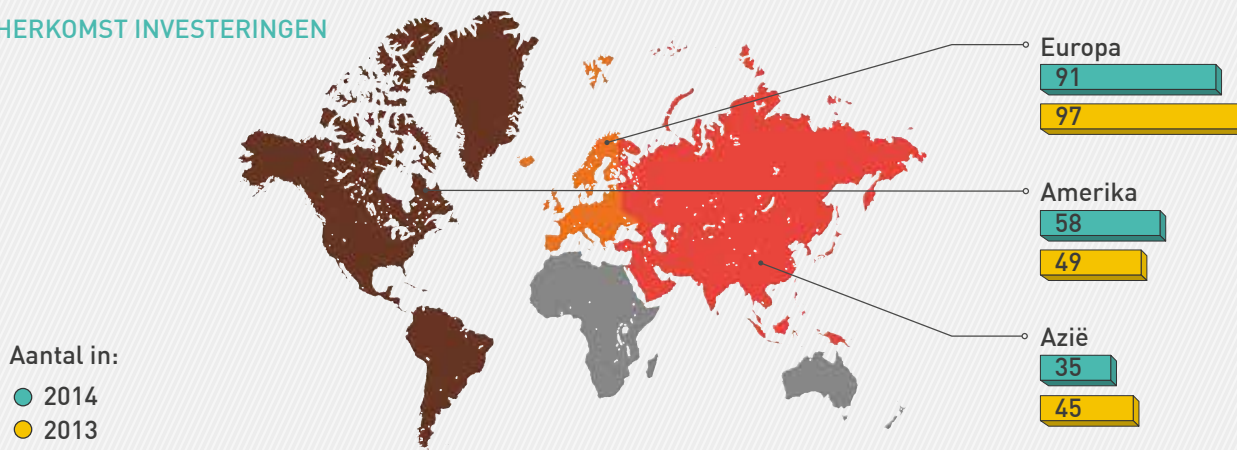 HERKOMST INVESTERINGEN
Europa
91
97
Amerika
58
49
Azië
35
45
Aantal in:
2014
2013